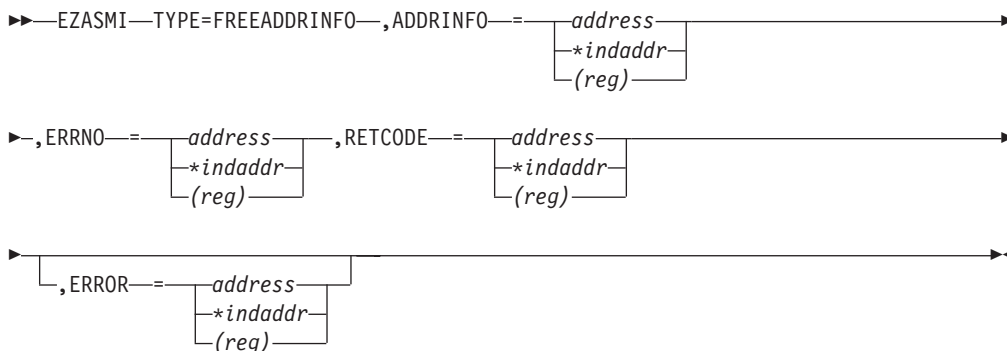 EZASMI TYPE=FREEADDRINFO ,ADDRINFO = address
*indaddr
(reg)
,ERRNO = address ,RETCODE = address
*indaddr *indaddr
(reg) (reg)
,ERROR = address
*indaddr
(reg)